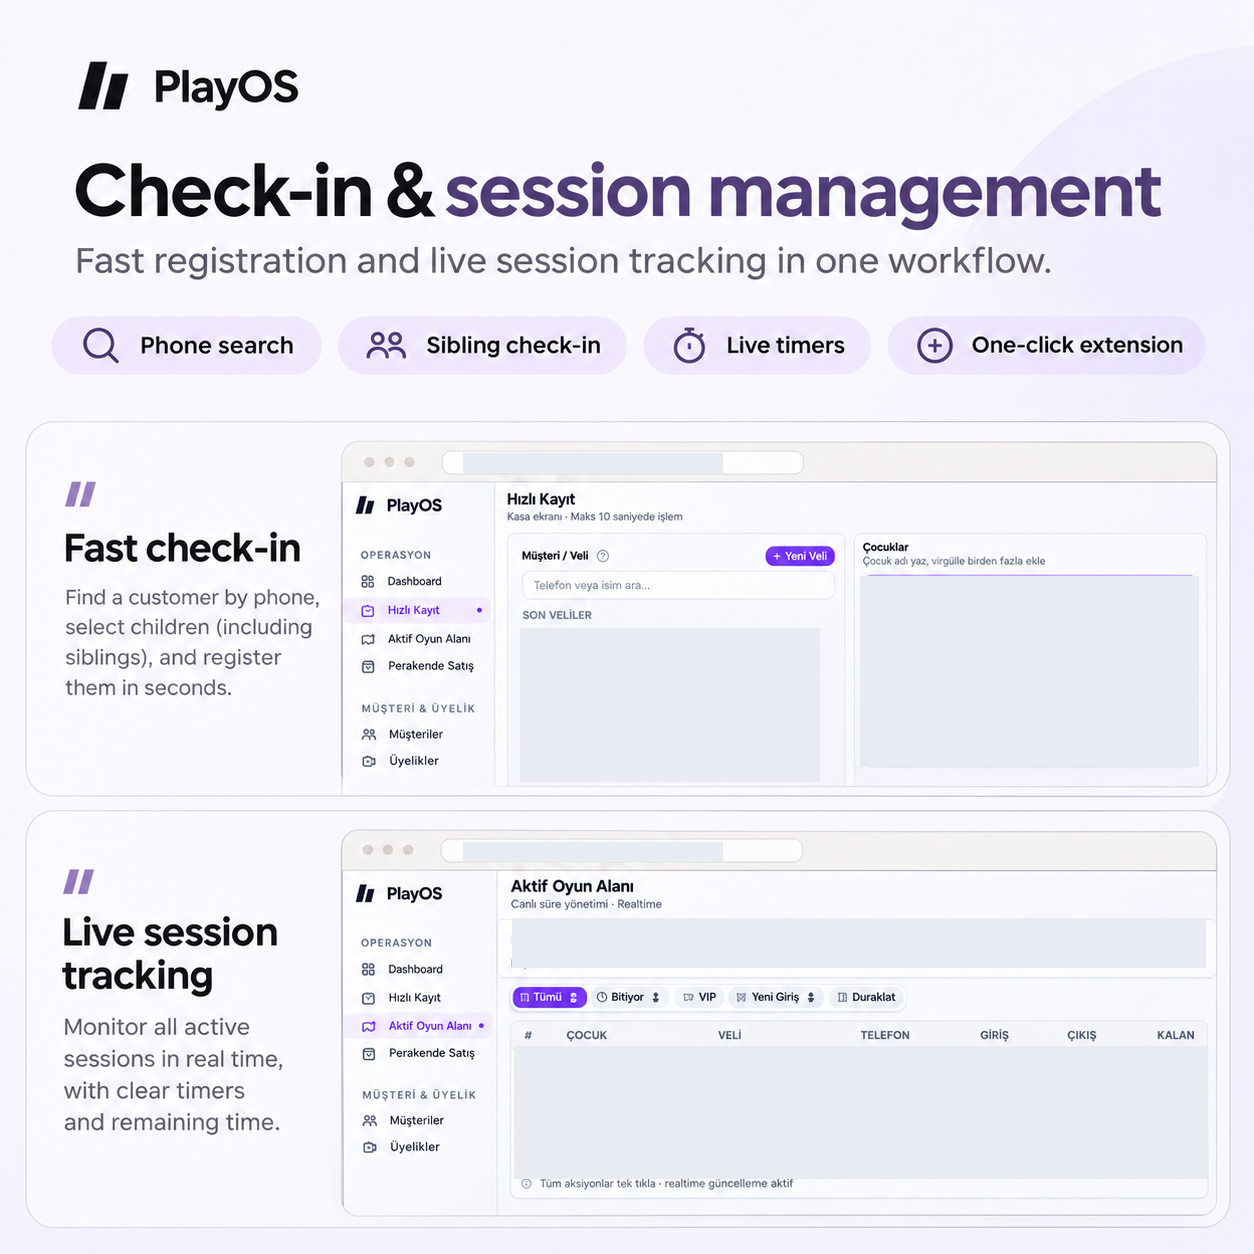 PlayOS
Check-in & session management
Fast registration and live session tracking in one workflow.
Phone search
Sibling check-in
Live timers
One-click extension
Fast check-in
Find a customer by phone,
select children (including
siblings), and register
them in seconds.
PlayOS
OPERASYON
Dashboard
Hızlı Kayıt
Aktif Oyun Alanı
Perakende Satış
MÜŞTERİ & ÜYELİK
Müşteriler
Üyelikler
Hızlı Kayıt
Kasa ekranı · Maks 10 saniyede işlem
Müşteri / Veli
+ Yeni Veli
Telefon veya isim ara...
SON VELİLER
Çocuklar
Çocuk adı yaz, virgülle birden fazla ekle
Live session
tracking
Monitor all active
sessions in real time,
with clear timers
and remaining time.
PlayOS
OPERASYON
Dashboard
Hızlı Kayıt
Aktif Oyun Alanı
Perakende Satış
MÜŞTERİ & ÜYELİK
Müşteriler
Üyelikler
Aktif Oyun Alanı
Canlı süre yönetimi · Realtime
Tümü
Bitiyor
VIP
Yeni Giriş
Duraklat
# ÇOCUK VELİ TELEFON GİRİŞ ÇIKIŞ KALAN
Tüm aksiyonlar tek tıkla · realtime güncelleme aktif